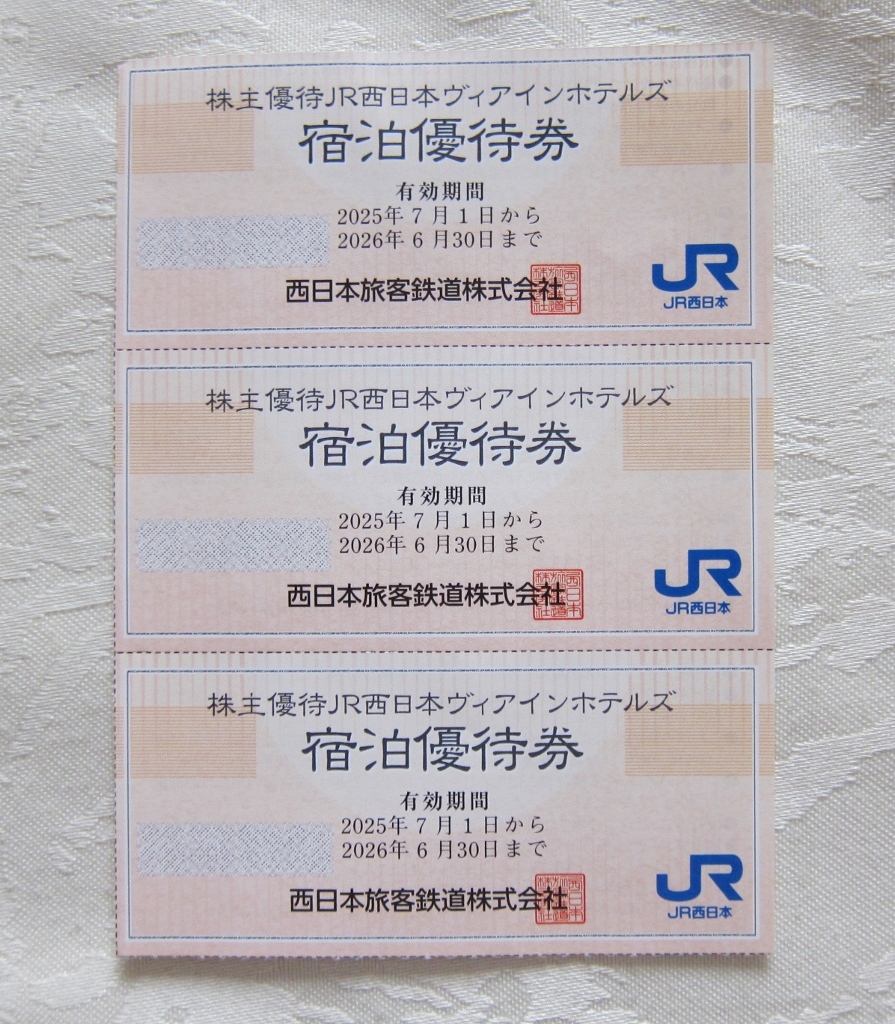 株主優待JR西日本ヴィアインホテルズ
宿泊優待券
有効期間
2025年7月1日から
2026年6月30日まで
西日本旅客鉄道株式会社
JR
JR西日本
株主優待JR西日本ヴィアインホテルズ
宿泊優待券
有効期間
2025年7月1日から
2026年6月30日まで
西日本旅客鉄道株式会社
JR
JR西日本
株主優待JR西日本ヴィアインホテルズ
宿泊優待券
有効期間
2025年7月1日から
2026年6月30日まで
西日本旅客鉄道株式会社
JR
JR西日本